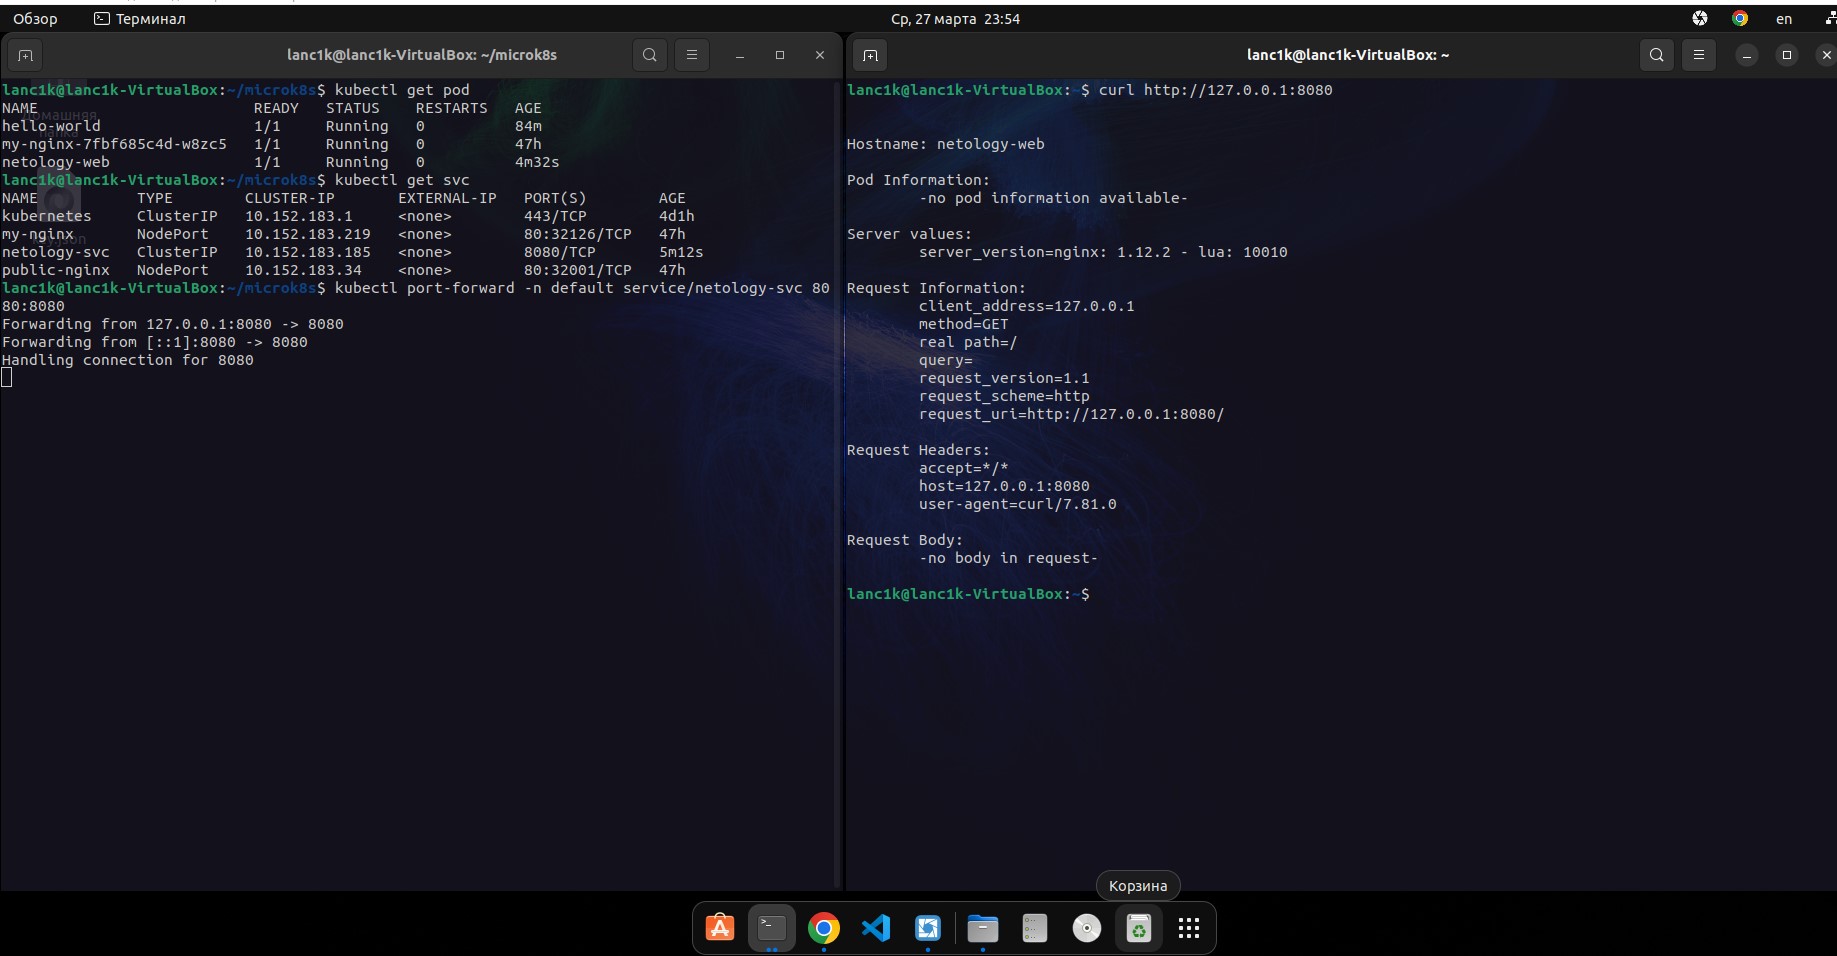 Обзор Терминал Ср, 27 марта 23:54 en
lanc1k@lanc1k-VirtualBox: ~/microk8s
lanc1k@lanc1k-VirtualBox:~/microk8s$ kubectl get pod
NAME READY STATUS RESTARTS AGE
hello-world 1/1 Running 0 84m
my-nginx-7fbf685c4d-w8zc5 1/1 Running 0 47h
netology-web 1/1 Running 0 4m32s
lanc1k@lanc1k-VirtualBox:~/microk8s$ kubectl get svc
NAME TYPE CLUSTER-IP EXTERNAL-IP PORT(S) AGE
kubernetes ClusterIP 10.152.183.1 <none> 443/TCP 4d1h
my-nginx NodePort 10.152.183.219 <none> 80:32126/TCP 47h
netology-svc ClusterIP 10.152.183.185 <none> 8080/TCP 5m12s
public-nginx NodePort 10.152.183.34 <none> 80:32001/TCP 47h
lanc1k@lanc1k-VirtualBox:~/microk8s$ kubectl port-forward -n default service/netology-svc 80
80:8080
Forwarding from 127.0.0.1:8080 -> 8080
Forwarding from [::1]:8080 -> 8080
Handling connection for 8080
Домашняя
папка
key.json
lanc1k@lanc1k-VirtualBox: ~
lanc1k@lanc1k-VirtualBox:~$ curl http://127.0.0.1:8080
Hostname: netology-web
Pod Information:
-no pod information available-
Server values:
server_version=nginx: 1.12.2 - lua: 10010
Request Information:
client_address=127.0.0.1
method=GET
real path=/
query=
request_version=1.1
request_scheme=http
request_uri=http://127.0.0.1:8080/
Request Headers:
accept=*/*
host=127.0.0.1:8080
user-agent=curl/7.81.0
Request Body:
-no body in request-
lanc1k@lanc1k-VirtualBox:~$
Корзина